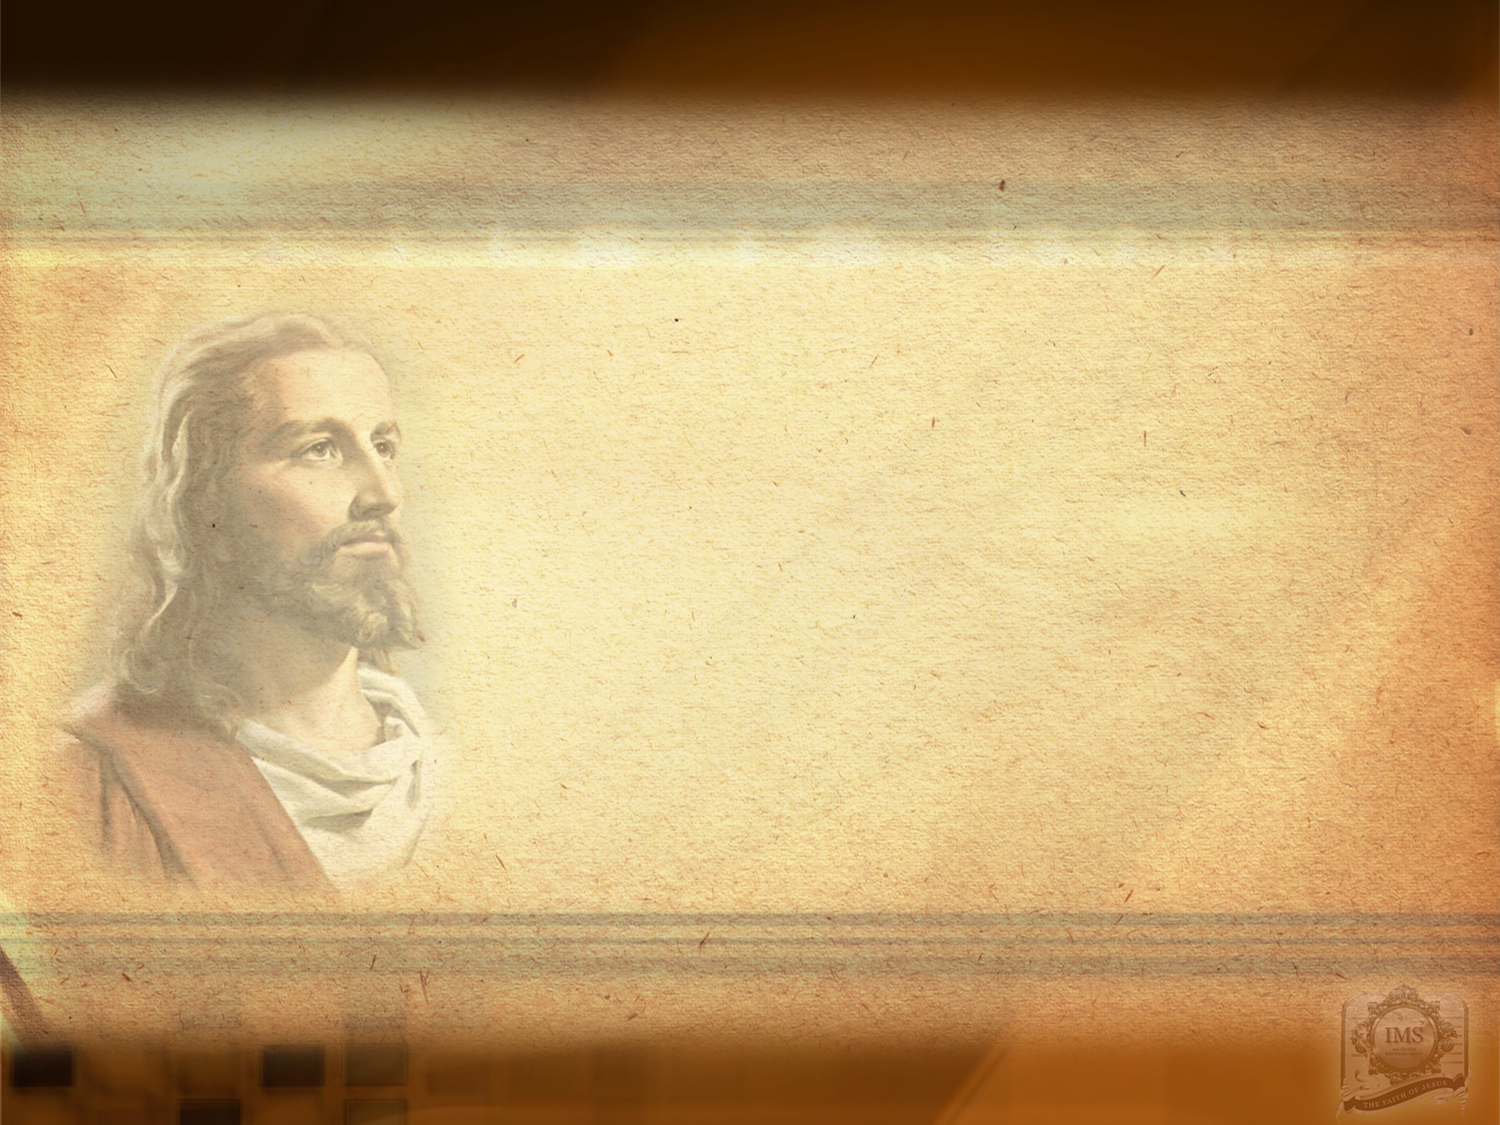 IMS
THE FAITH OF JESUS